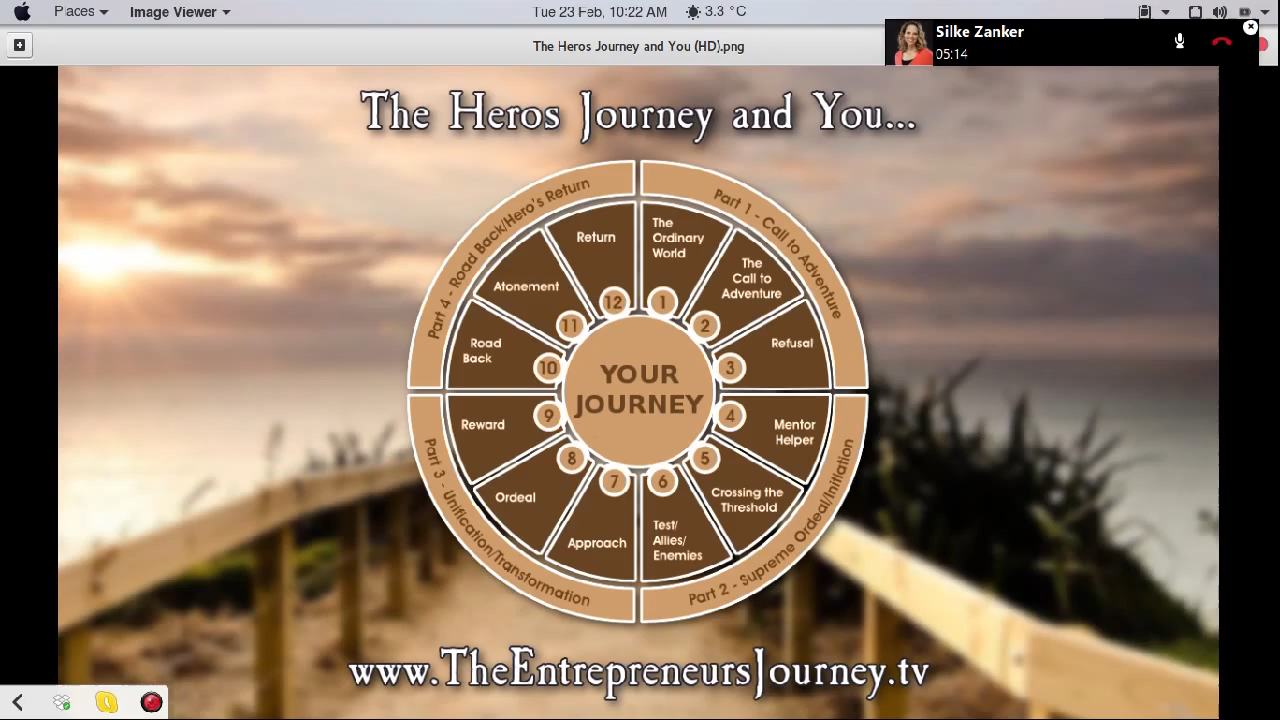 Places
Image Viewer
Tue 23 Feb, 10:22 AM
3.3 °C
The Heros Journey and You (HD).png
Silke Zanker
05:14
The Heros Journey and You...
Part 1 - Call to Adventure
Part 2 - Supreme Ordeal/Initiation
Part 3 - Unification/Transformation
Part 4 - Road Back/Hero's Return
The
Ordinary
World
1
The
Call to
Adventure
2
Refusal
3
Mentor
Helper
4
Crossing the
Threshold
5
Test/
Allies/
Enemies
6
Approach
7
Ordeal
8
Reward
9
Road
Back
10
Atonement
11
Return
12
YOUR
JOURNEY
www.TheEntrepreneursJourney.tv